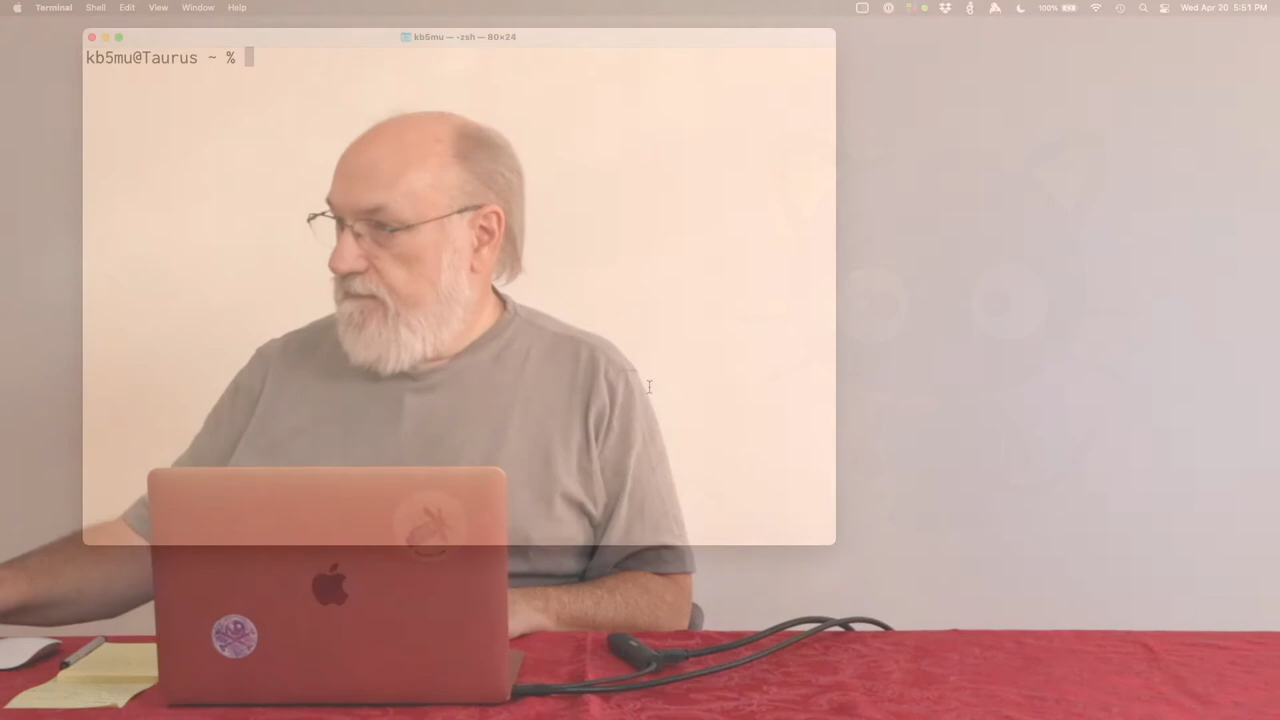 Terminal Shell Edit View Window Help 100% Wed Apr 20 5:51 PM
kb5mu — -zsh — 80×24
kb5mu@Taurus ~ %